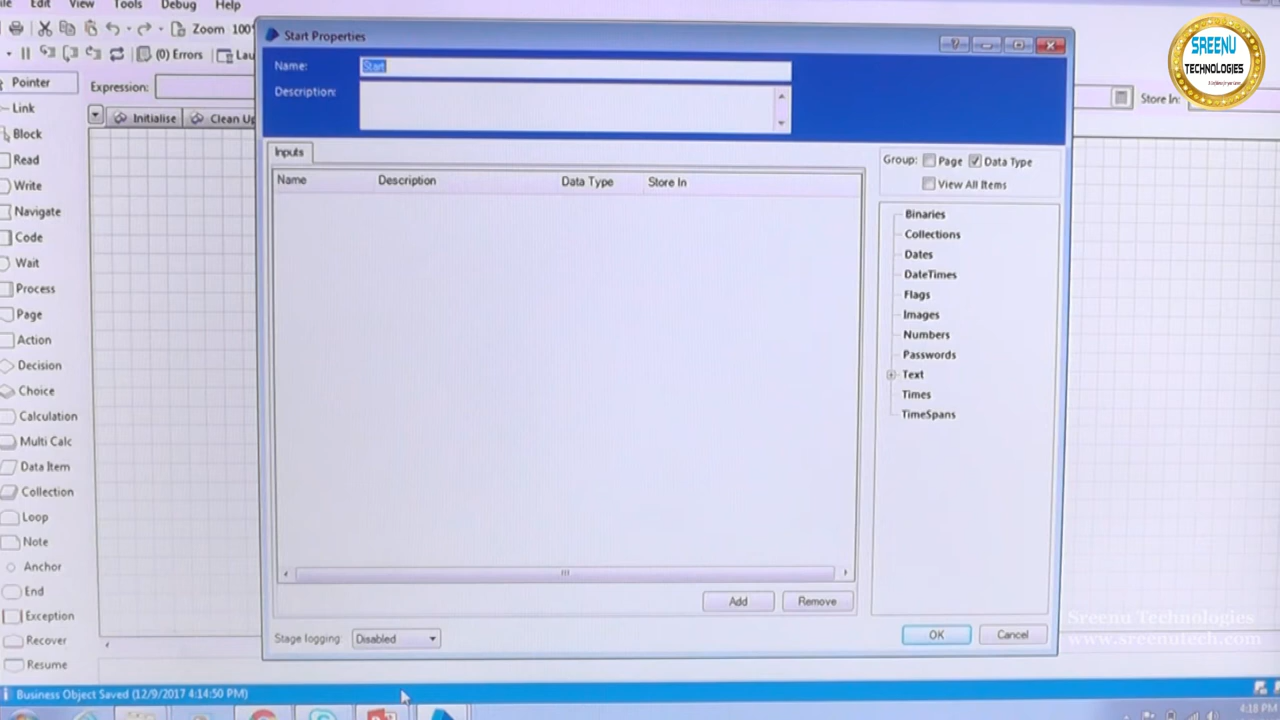 Edit View Tools Debug Help
Zoom 100
(0) Errors
Start Properties
Name: Start
Description:
Pointer
Expression:
Store In:
Link
Initialise Clean Up
Block
Read
Write
Navigate
Code
Wait
Process
Page
Action
Decision
Choice
Calculation
Multi Calc
Data Item
Collection
Loop
Note
Anchor
End
Exception
Recover
Resume
Inputs
Name Description Data Type Store In
Group: Page Data Type
View All Items
Binaries
Collections
Dates
DateTimes
Flags
Images
Numbers
Passwords
Text
Times
TimeSpans
Add Remove
Stage logging: Disabled
OK Cancel
Business Object Saved (12/9/2017 4:14:50 PM)
4:18 PM
SREENU
TECHNOLOGIES
Sreenu Technologies
www.sreenutech.com